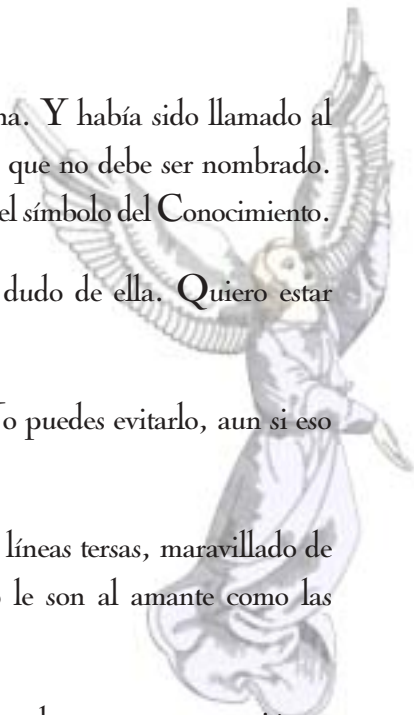 na. Y había sido llamado al
que no debe ser nombrado.
el símbolo del Conocimiento.
dudo de ella. Quiero estar
o puedes evitarlo, aun si eso
líneas tersas, maravillado de
le son al amante como las